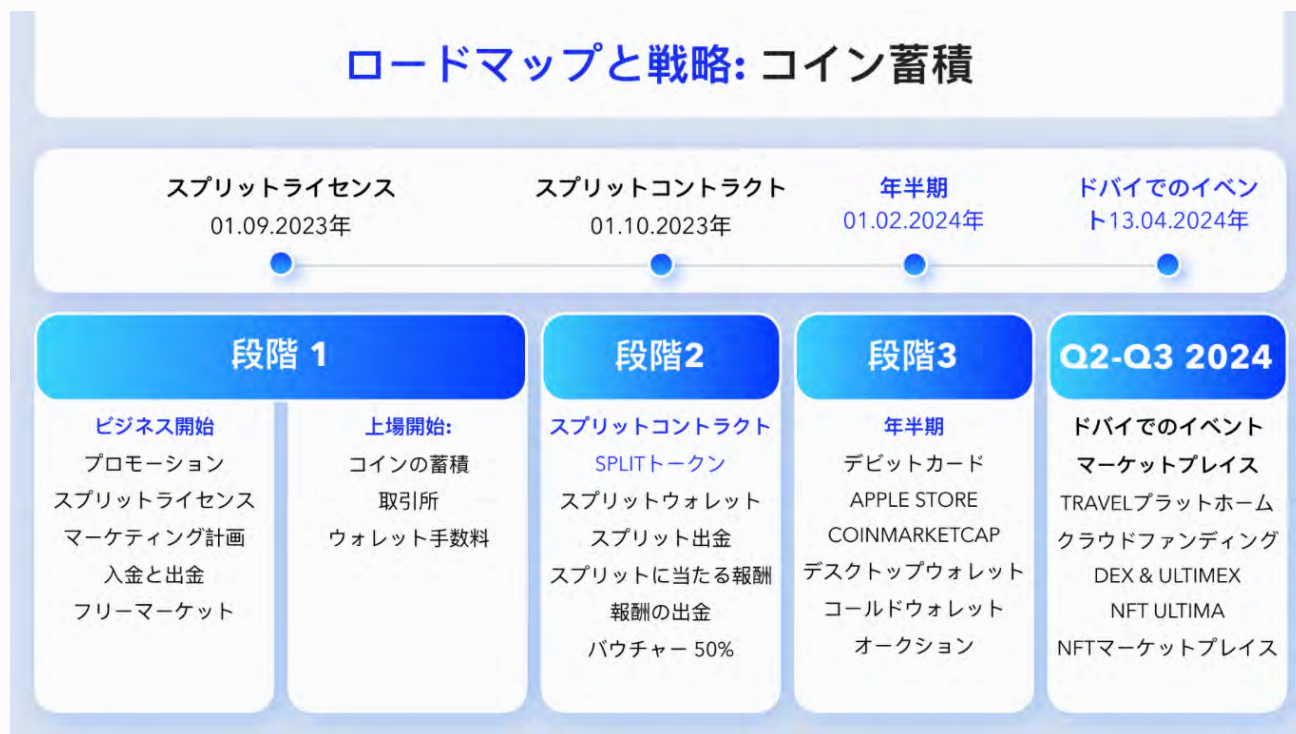 ロードマップと戦略: コイン蓄積
スプリットライセンス
01.09.2023年
スプリットコントラクト
01.10.2023年
年半期
01.02.2024年
ドバイでのイベン
ト13.04.2024年
段階 1
ビジネス開始
プロモーション
スプリットライセンス
マーケティング計画
入金と出金
フリーマーケット
上場開始:
コインの蓄積
取引所
ウォレット手数料
段階2
スプリットコントラクト
SPLITトークン
スプリットウォレット
スプリット出金
スプリットに当たる報酬
報酬の出金
バウチャー 50%
段階3
年半期
デビットカード
APPLE STORE
COINMARKETCAP
デスクトップウォレット
コールドウォレット
オークション
Q2-Q3 2024
ドバイでのイベント
マーケットプレイス
TRAVELプラットホーム
クラウドファンディング
DEX & ULTIMEX
NFT ULTIMA
NFTマーケットプレイス